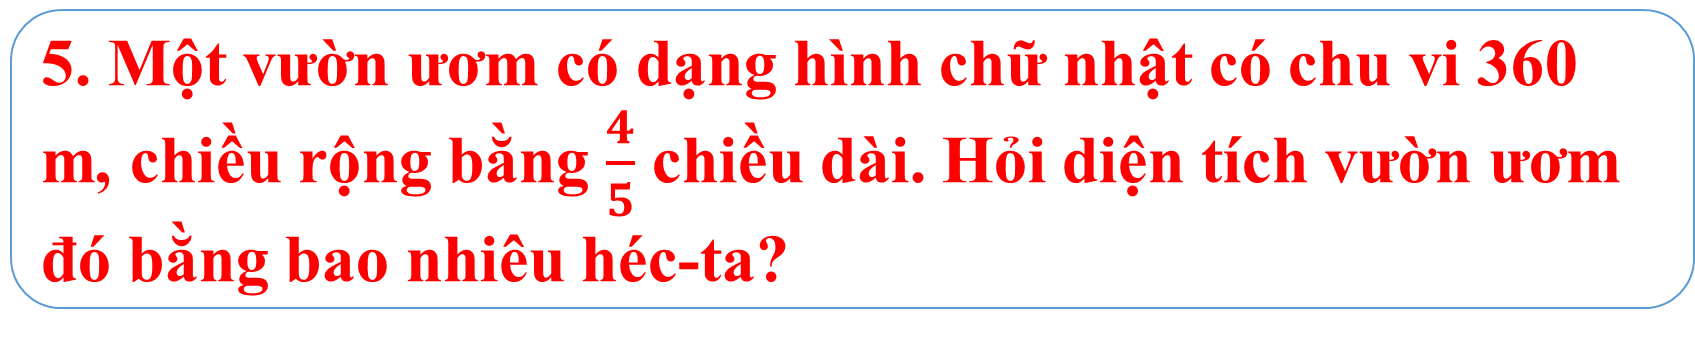 5. Một vườn ươm có dạng hình chữ nhật có chu vi 360
m, chiều rộng bằng 4/5 chiều dài. Hỏi diện tích vườn ươm
đó bằng bao nhiêu héc-ta?